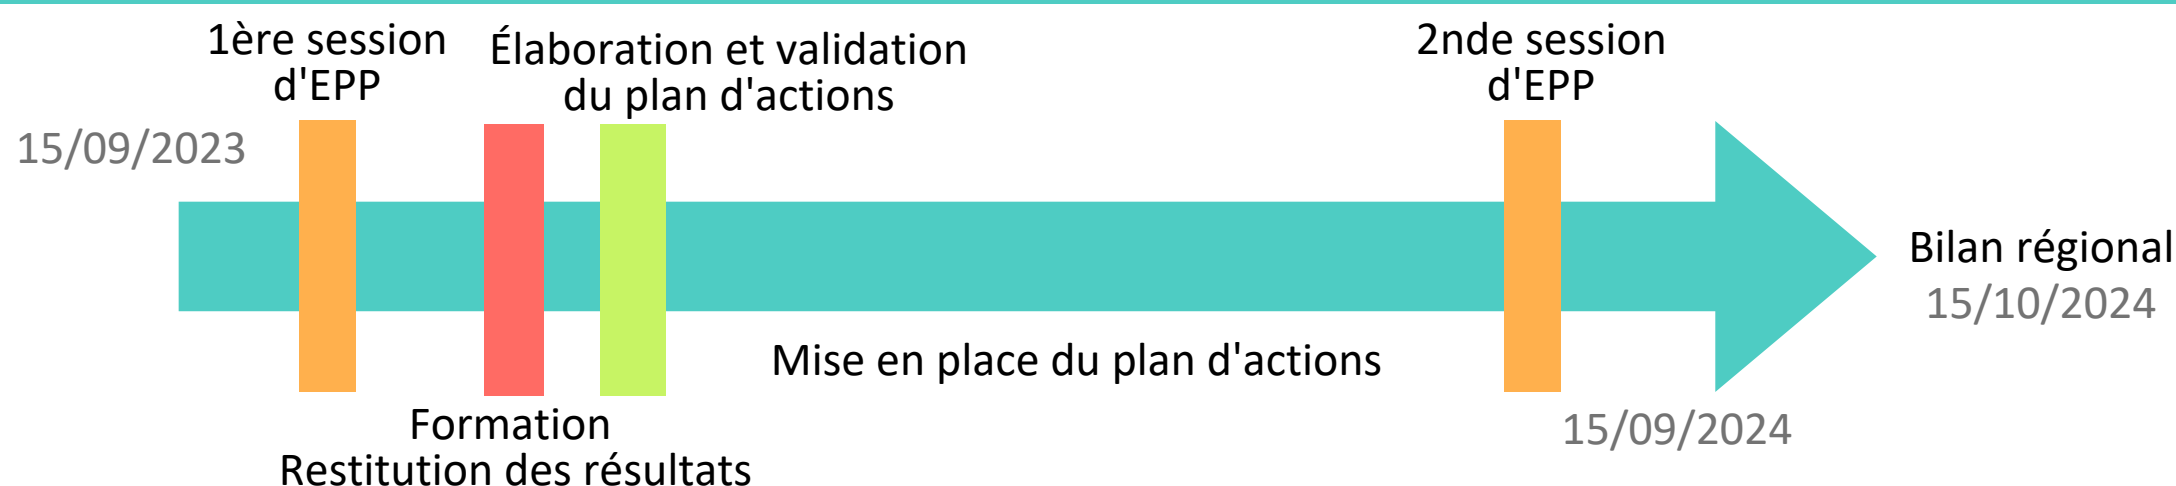 1ère session
d'EPP
Élaboration et validation
du plan d'actions
2nde session
d'EPP
15/09/2023
Bilan régional
15/10/2024
Mise en place du plan d'actions
Formation
Restitution des résultats
15/09/2024